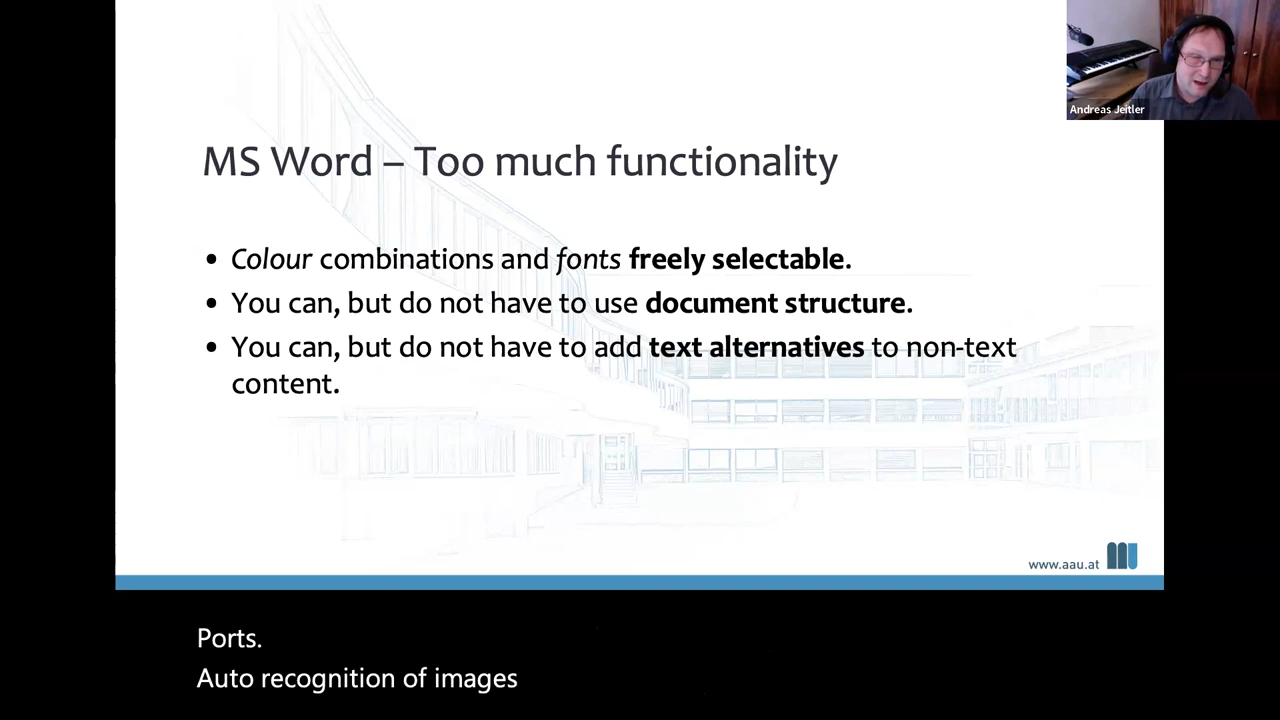 Andreas Jeitler
MS Word – Too much functionality
• Colour combinations and fonts freely selectable.
• You can, but do not have to use document structure.
• You can, but do not have to add text alternatives to non-text
content.
www.aau.at
Ports.
Auto recognition of images